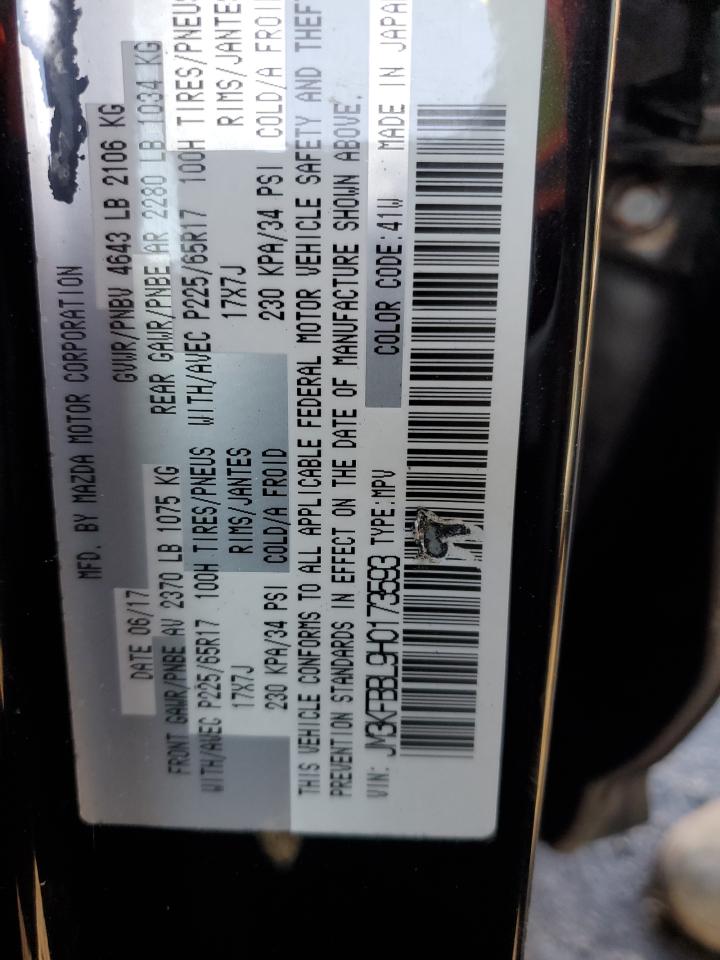 MFD. BY MAZDA MOTOR CORPORATION
DATE 06/17 GVWR/PNBV 4643 LB 2106 KG
FRONT GAWR/PNBE AV 2370 LB 1075 KG REAR GAWR/PNBE AR 2280 LB 1034 KG
WITH/AVEC P225/65R17 100H TIRES/PNEUS WITH/AVEC P225/65R17 100H TIRES/PNEUS
17X7J RIMS/JANTES 17X7J RIMS/JANTES
230 KPA/34 PSI COLD/A FROID 230 KPA/34 PSI COLD/A FROID
THIS VEHICLE CONFORMS TO ALL APPLICABLE FEDERAL MOTOR VEHICLE SAFETY AND THEFT
PREVENTION STANDARDS IN EFFECT ON THE DATE OF MANUFACTURE SHOWN ABOVE.
VIN: JM3KFBBL9H0173593 TYPE:MPV COLOR CODE:41W MADE IN JAPAN